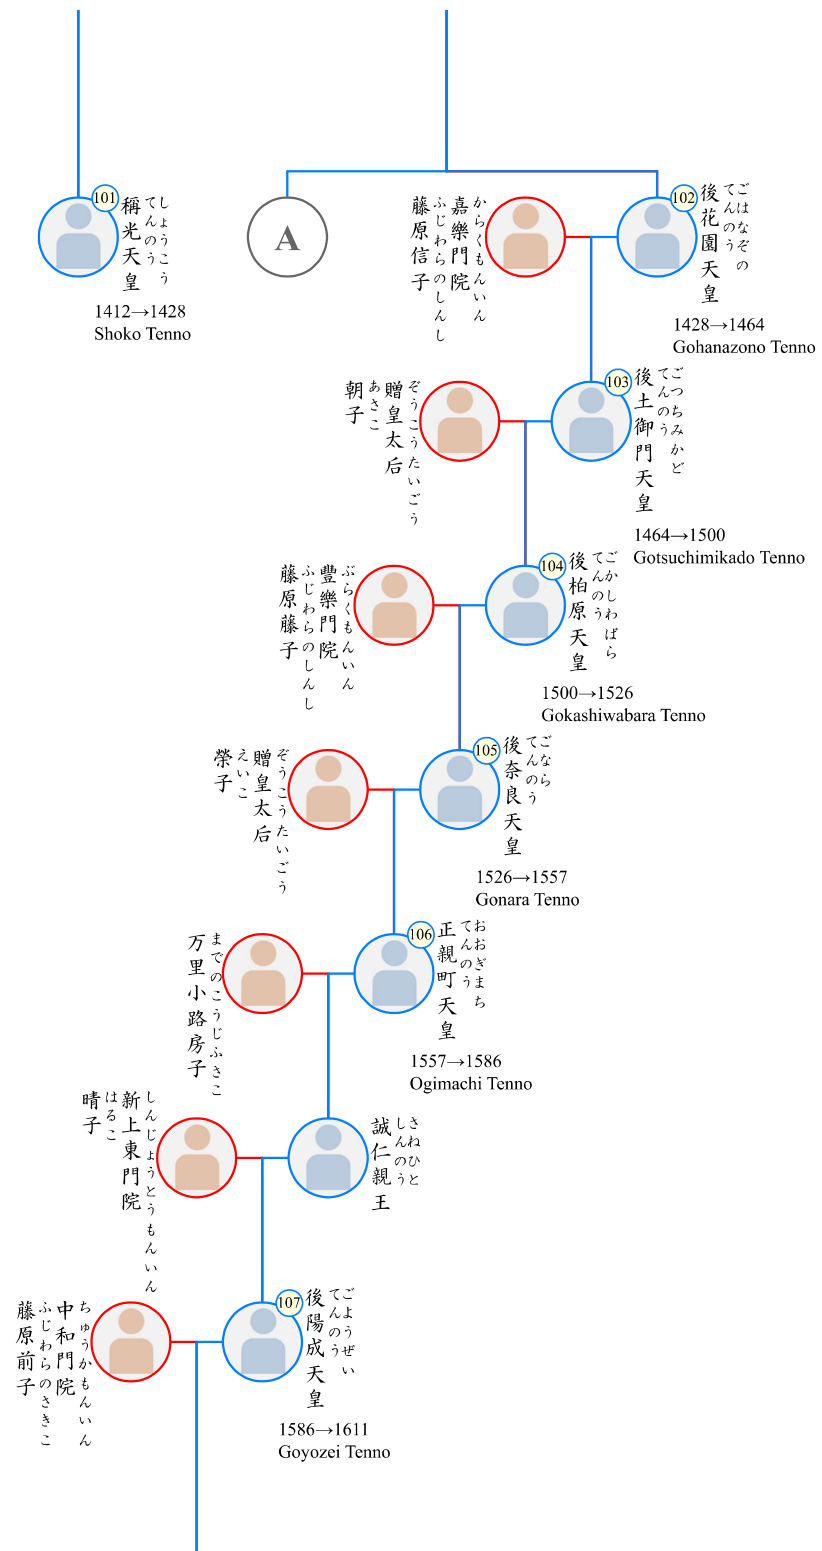 101
稱光天皇
しょうこう
てんのう
1412→1428
Shoko Tenno
A
嘉樂門院
からくもんいん
藤原信子
ふじわらのしんし
102
後花園天皇
ごはなぞの
てんのう
1428→1464
Gohanazono Tenno
贈皇太后
ぞうこうたいごう
朝子
あさこ
103
後土御門天皇
ごつちみかど
てんのう
1464→1500
Gotsuchimikado Tenno
豐樂門院
ぶらくもんいん
藤原藤子
ふじわらのしんし
104
後柏原天皇
ごかしわばら
てんのう
1500→1526
Gokashiwabara Tenno
贈皇太后
ぞうこうたいごう
榮子
えいこ
105
後奈良天皇
ごなら
てんのう
1526→1557
Gonara Tenno
万里小路房子
までのこうじふさこ
106
正親町天皇
おおぎまち
てんのう
1557→1586
Ogimachi Tenno
新上東門院
しんじょうとうもんいん
晴子
はるこ
誠仁親王
さねひと
しんのう
中和門院
ちゅうかもんいん
藤原前子
ふじわらのさきこ
107
後陽成天皇
ごようぜい
てんのう
1586→1611
Goyozei Tenno